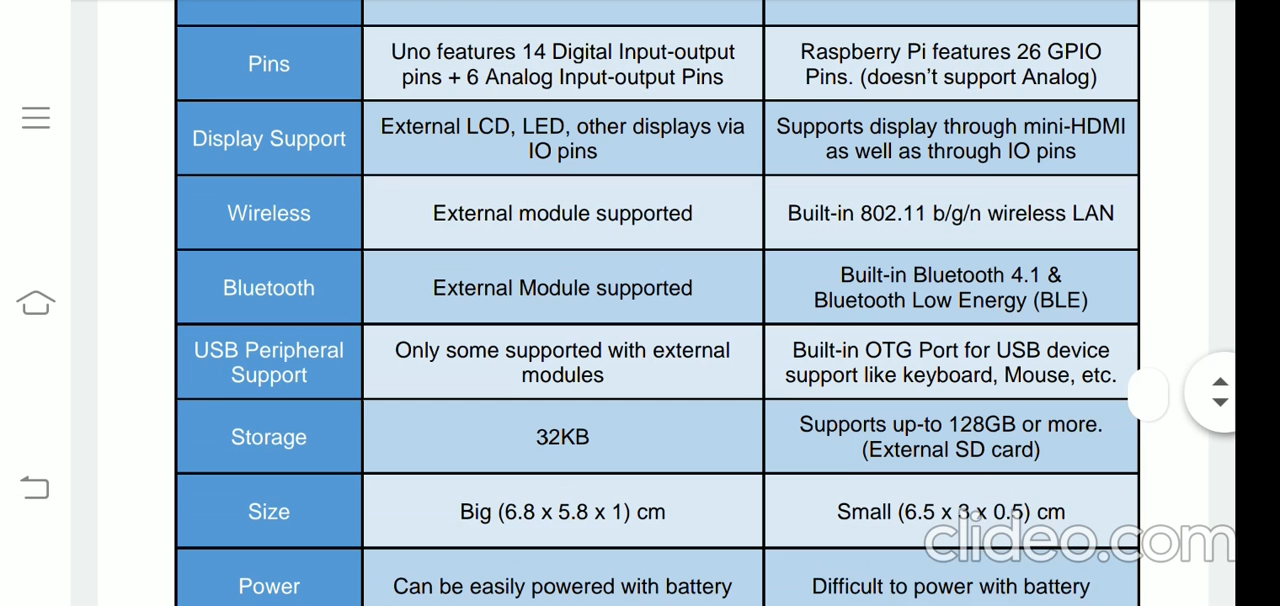 Pins
Uno features 14 Digital Input-output
pins + 6 Analog Input-output Pins
Raspberry Pi features 26 GPIO
Pins. (doesn’t support Analog)
Display Support
External LCD, LED, other displays via
IO pins
Supports display through mini-HDMI
as well as through IO pins
Wireless
External module supported
Built-in 802.11 b/g/n wireless LAN
Bluetooth
External Module supported
Built-in Bluetooth 4.1 &
Bluetooth Low Energy (BLE)
USB Peripheral
Support
Only some supported with external
modules
Built-in OTG Port for USB device
support like keyboard, Mouse, etc.
Storage
32KB
Supports up-to 128GB or more.
(External SD card)
Size
Big (6.8 x 5.8 x 1) cm
Small (6.5 x 3 x 0.5) cm
Power
Can be easily powered with battery
Difficult to power with battery
clideo.com